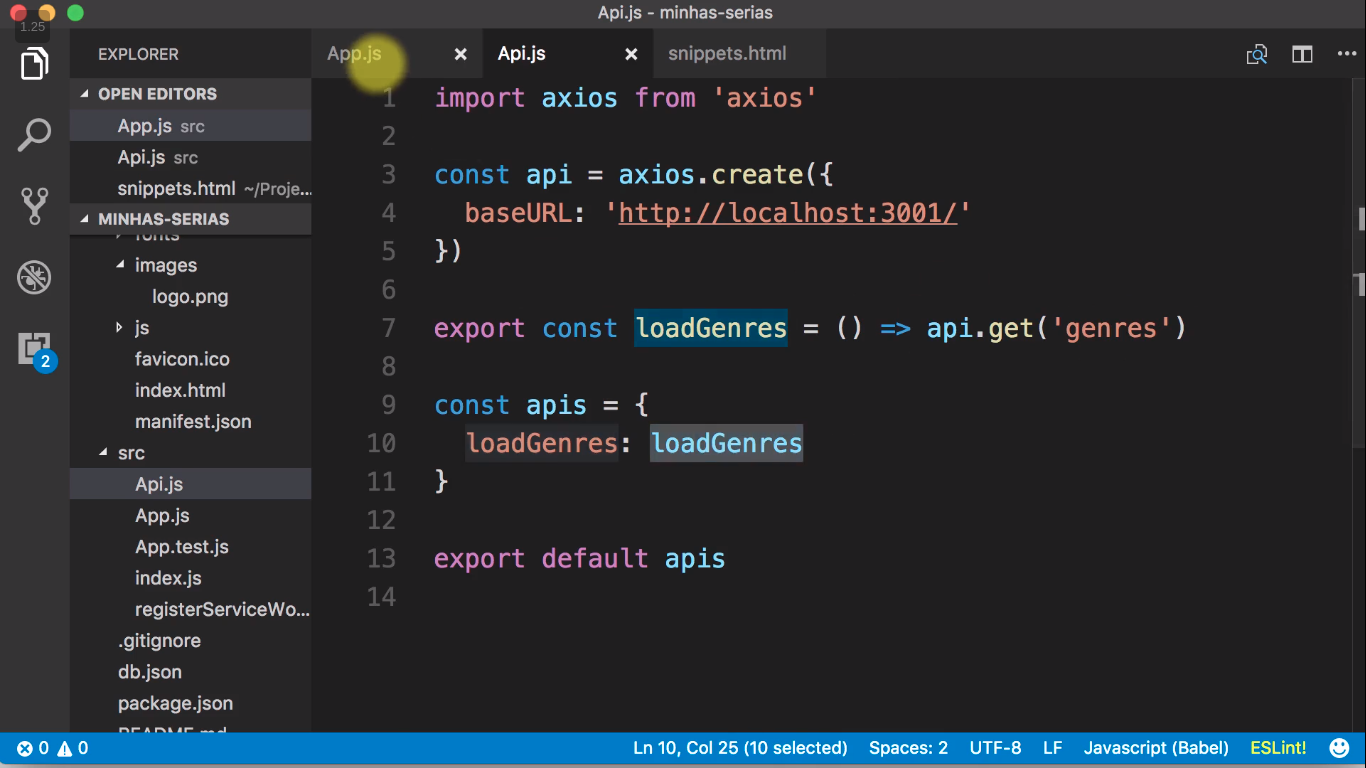 Api.js - minhas-serias
1.25
EXPLORER
App.js
Api.js
snippets.html
OPEN EDITORS
App.js src
Api.js src
snippets.html ~/Proje...
MINHAS-SERIAS
fonts
images
logo.png
js
favicon.ico
index.html
manifest.json
src
Api.js
App.js
App.test.js
index.js
registerServiceWo...
.gitignore
db.json
package.json
README.md
2
1 import axios from 'axios'
2
3 const api = axios.create({
4 baseURL: 'http://localhost:3001/'
5 })
6
7 export const loadGenres = () => api.get('genres')
8
9 const apis = {
10 loadGenres: loadGenres
11 }
12
13 export default apis
14
0 0
Ln 10, Col 25 (10 selected) Spaces: 2 UTF-8 LF Javascript (Babel) ESLint!